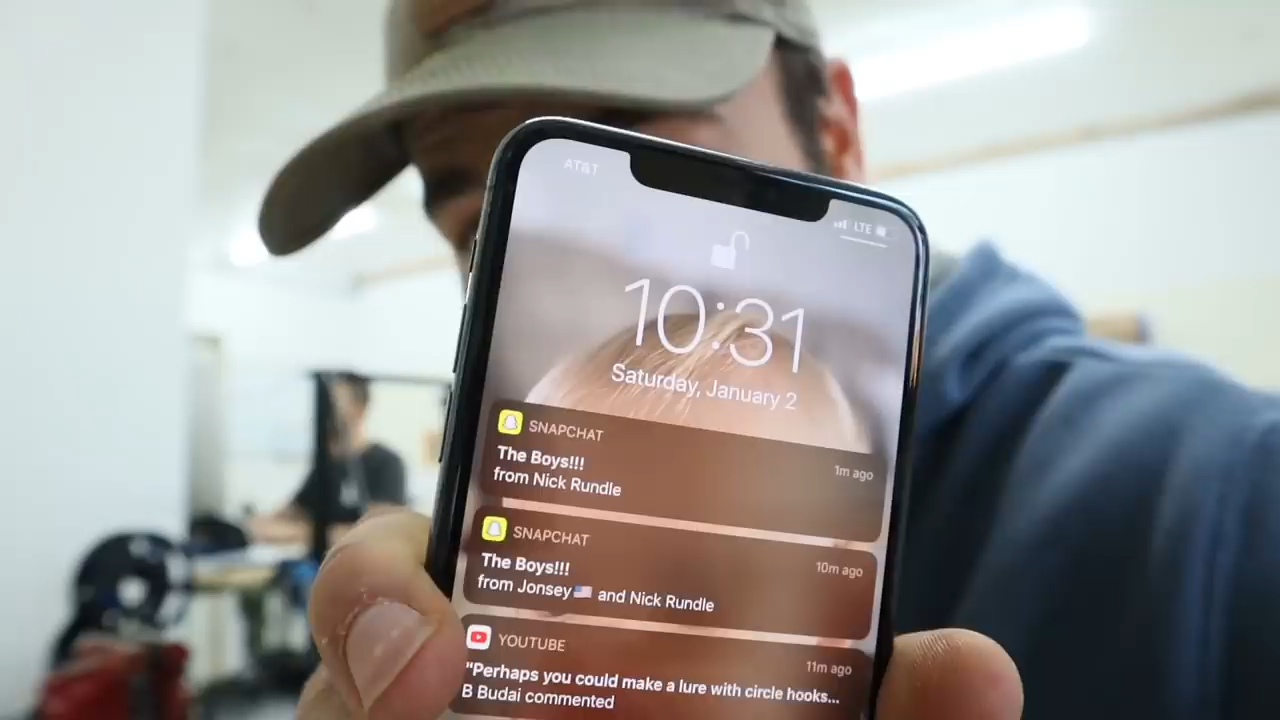 AT&T
LTE
10:31
Saturday, January 2
SNAPCHAT
1m ago
The Boys!!!
from Nick Rundle
SNAPCHAT
10m ago
The Boys!!!
from Jonsey🇺🇸 and Nick Rundle
YOUTUBE
11m ago
"Perhaps you could make a lure with circle hooks...
B Budai commented